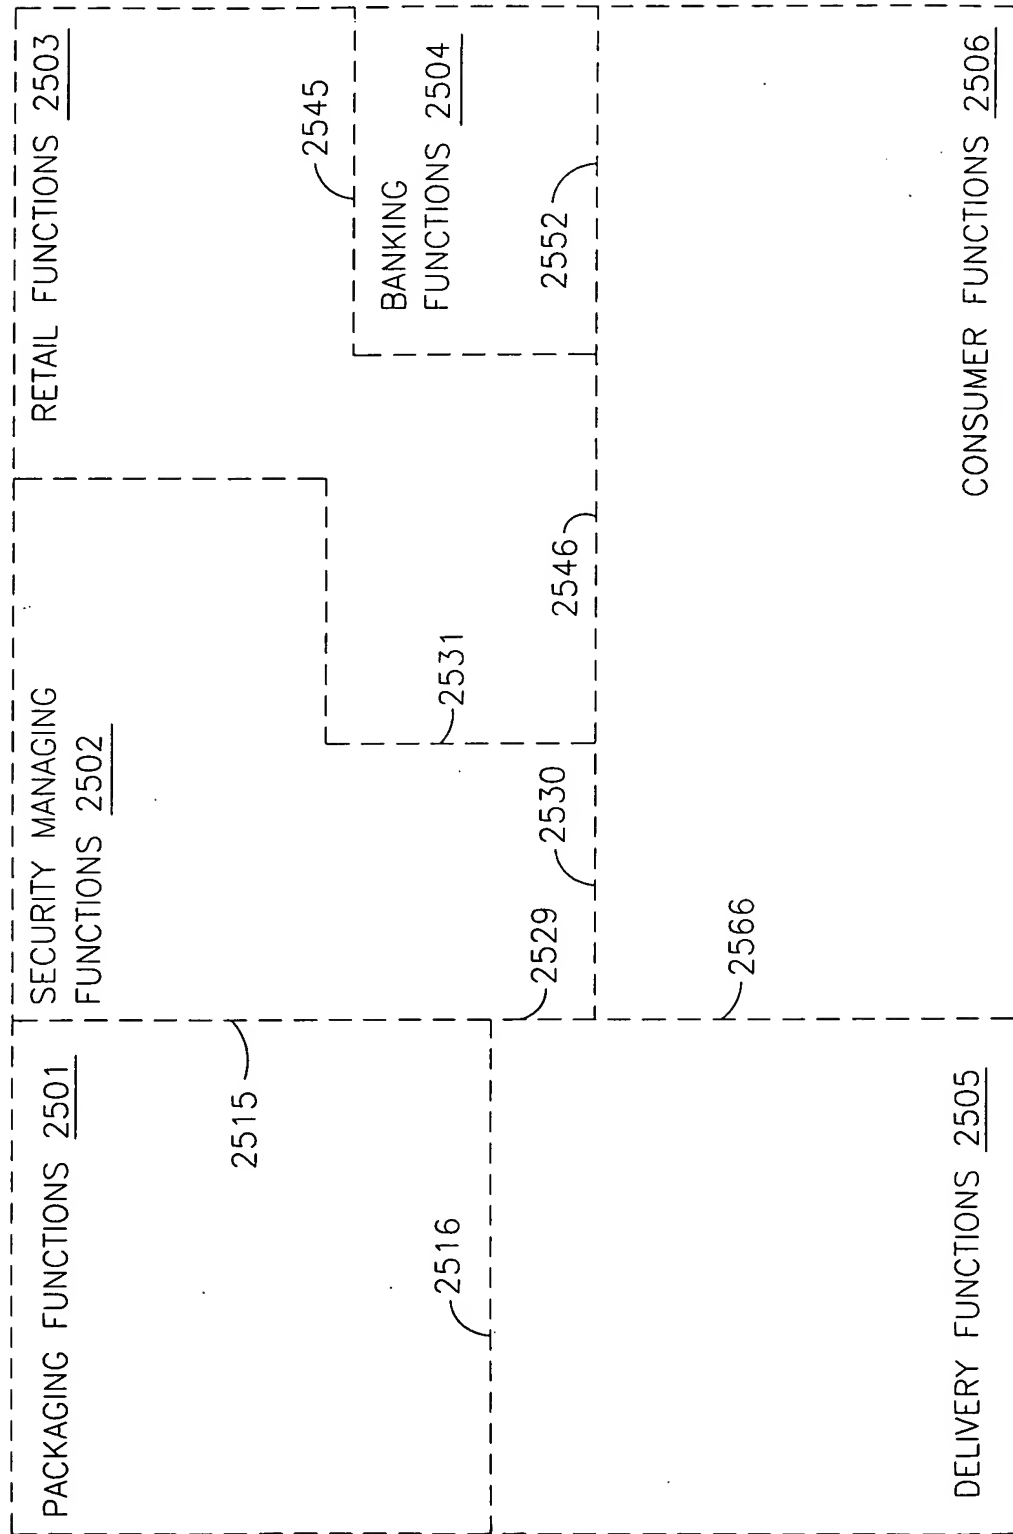 PACKAGING FUNCTIONS 2501
SECURITY MANAGING
FUNCTIONS 2502
RETAIL FUNCTIONS 2503
2515
2545
BANKING
FUNCTIONS 2504
2516
2531
2529
2530
2546
2552
2566
DELIVERY FUNCTIONS 2505
CONSUMER FUNCTIONS 2506